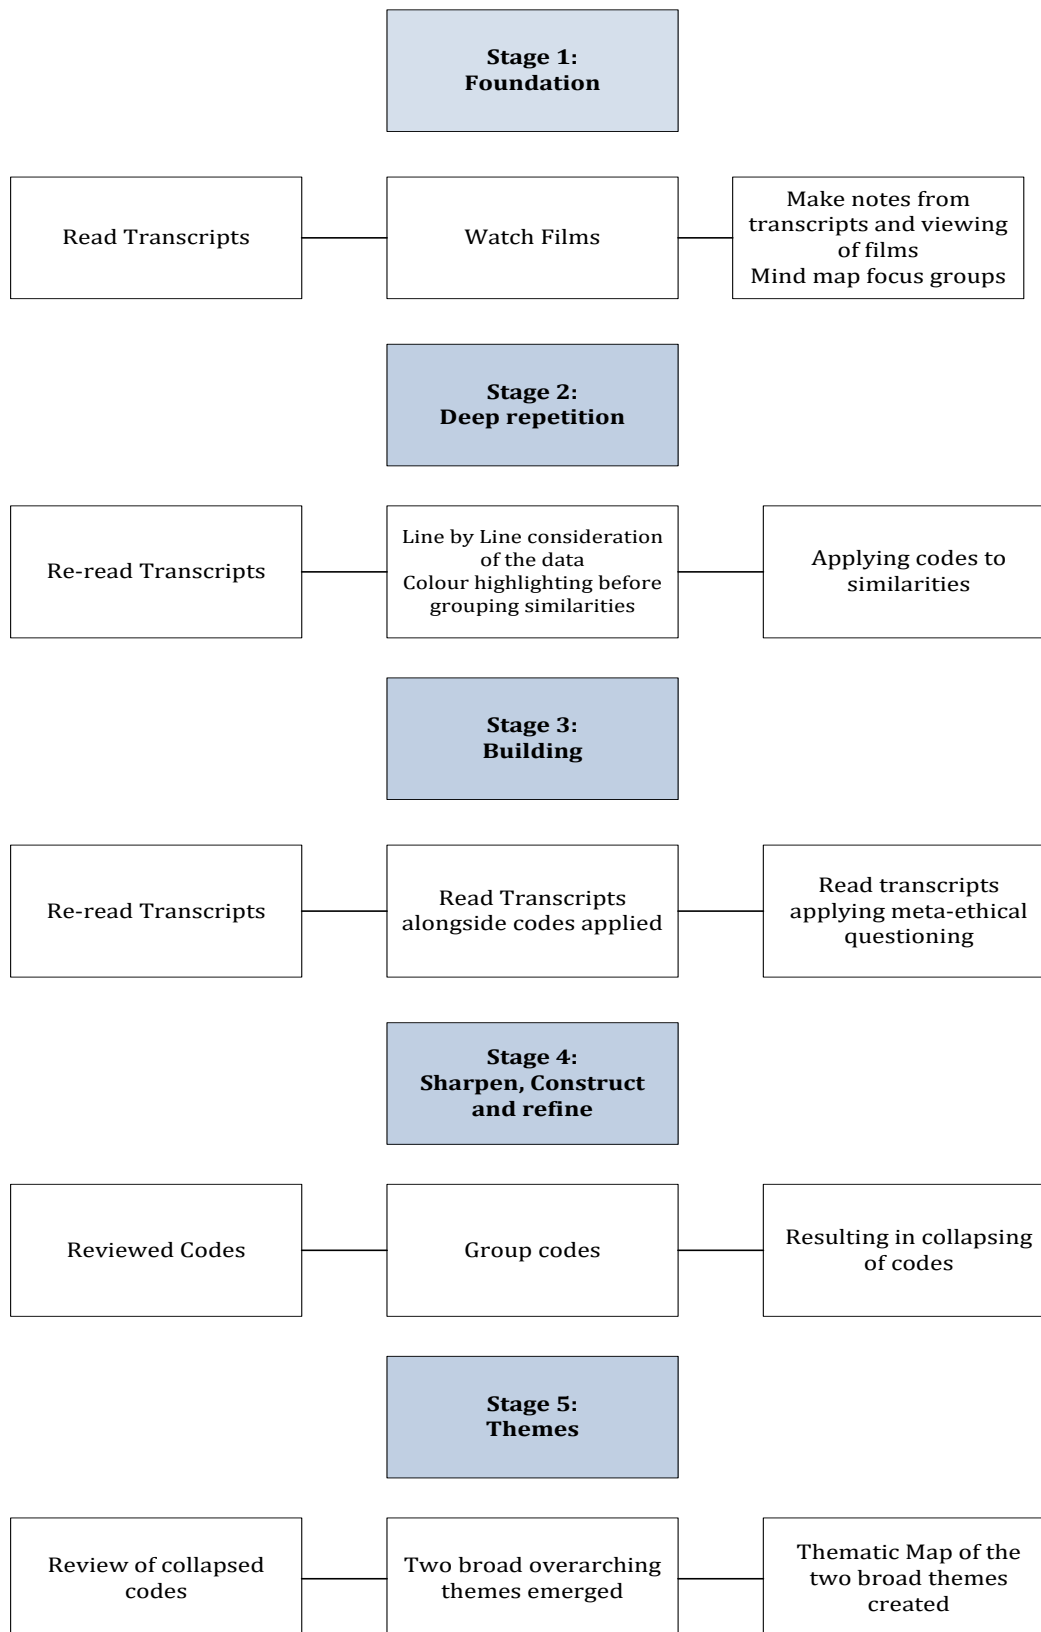 Stage 1:
Foundation
Read Transcripts
Watch Films
Make notes from
transcripts and viewing
of films
Mind map focus groups
Stage 2:
Deep repetition
Re-read Transcripts
Line by Line consideration
of the data
Colour highlighting before
grouping similarities
Applying codes to
similarities
Stage 3:
Building
Re-read Transcripts
Read Transcripts
alongside codes applied
Read transcripts
applying meta-ethical
questioning
Stage 4:
Sharpen, Construct
and refine
Reviewed Codes
Group codes
Resulting in collapsing
of codes
Stage 5:
Themes
Review of collapsed
codes
Two broad overarching
themes emerged
Thematic Map of the
two broad themes
created